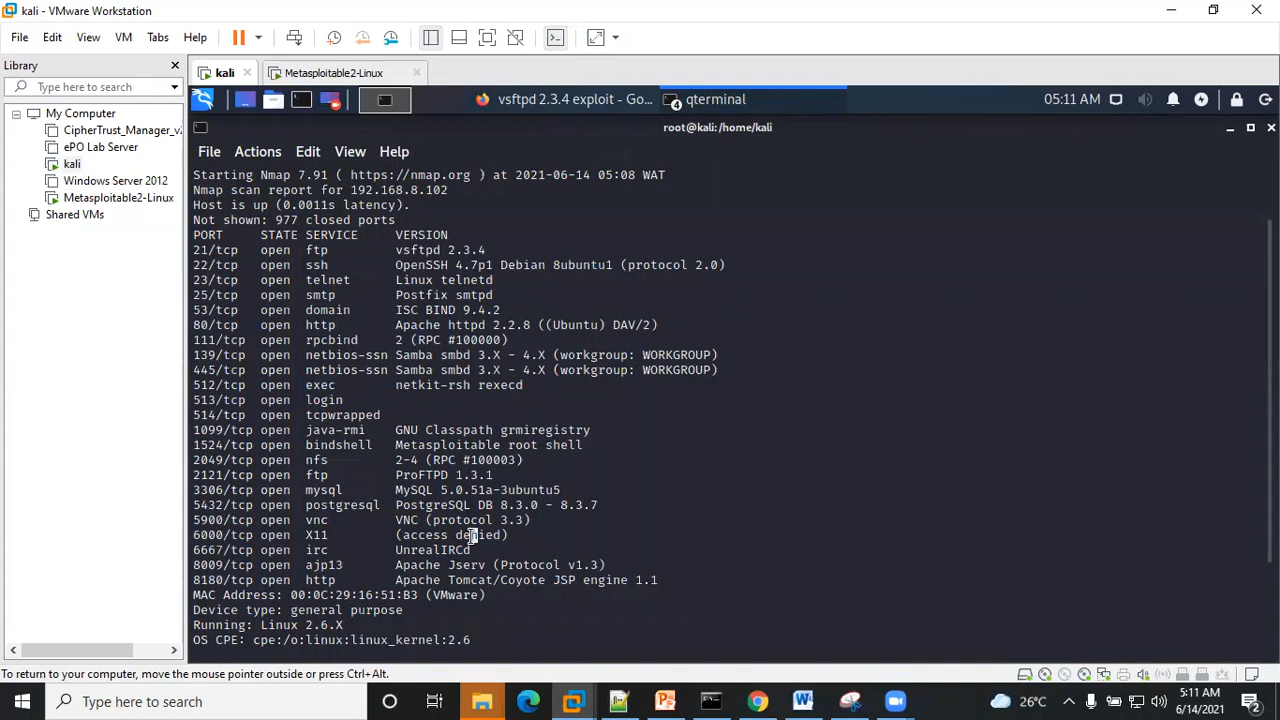 kali - VMware Workstation
File Edit View VM Tabs Help
Library
Type here to search
My Computer
CipherTrust_Manager_v
ePO Lab Server
kali
Windows Server 2012
Metasploitable2-Linux
Shared VMs
kali Metasploitable2-Linux
vsftpd 2.3.4 exploit - Go... 4 qterminal 05:11 AM
root@kali:/home/kali
File Actions Edit View Help
Starting Nmap 7.91 ( https://nmap.org ) at 2021-06-14 05:08 WAT
Nmap scan report for 192.168.8.102
Host is up (0.0011s latency).
Not shown: 977 closed ports
PORT STATE SERVICE VERSION
21/tcp open ftp vsftpd 2.3.4
22/tcp open ssh OpenSSH 4.7p1 Debian 8ubuntu1 (protocol 2.0)
23/tcp open telnet Linux telnetd
25/tcp open smtp Postfix smtpd
53/tcp open domain ISC BIND 9.4.2
80/tcp open http Apache httpd 2.2.8 ((Ubuntu) DAV/2)
111/tcp open rpcbind 2 (RPC #100000)
139/tcp open netbios-ssn Samba smbd 3.X - 4.X (workgroup: WORKGROUP)
445/tcp open netbios-ssn Samba smbd 3.X - 4.X (workgroup: WORKGROUP)
512/tcp open exec netkit-rsh rexecd
513/tcp open login
514/tcp open tcpwrapped
1099/tcp open java-rmi GNU Classpath grmiregistry
1524/tcp open bindshell Metasploitable root shell
2049/tcp open nfs 2-4 (RPC #100003)
2121/tcp open ftp ProFTPD 1.3.1
3306/tcp open mysql MySQL 5.0.51a-3ubuntu5
5432/tcp open postgresql PostgreSQL DB 8.3.0 - 8.3.7
5900/tcp open vnc VNC (protocol 3.3)
6000/tcp open X11 (access denied)
6667/tcp open irc UnrealIRCd
8009/tcp open ajp13 Apache Jserv (Protocol v1.3)
8180/tcp open http Apache Tomcat/Coyote JSP engine 1.1
MAC Address: 00:0C:29:16:51:B3 (VMware)
Device type: general purpose
Running: Linux 2.6.X
OS CPE: cpe:/o:linux:linux_kernel:2.6
To return to your computer, move the mouse pointer outside or press Ctrl+Alt.
Type here to search
26°C
5:11 AM
6/14/2021
2